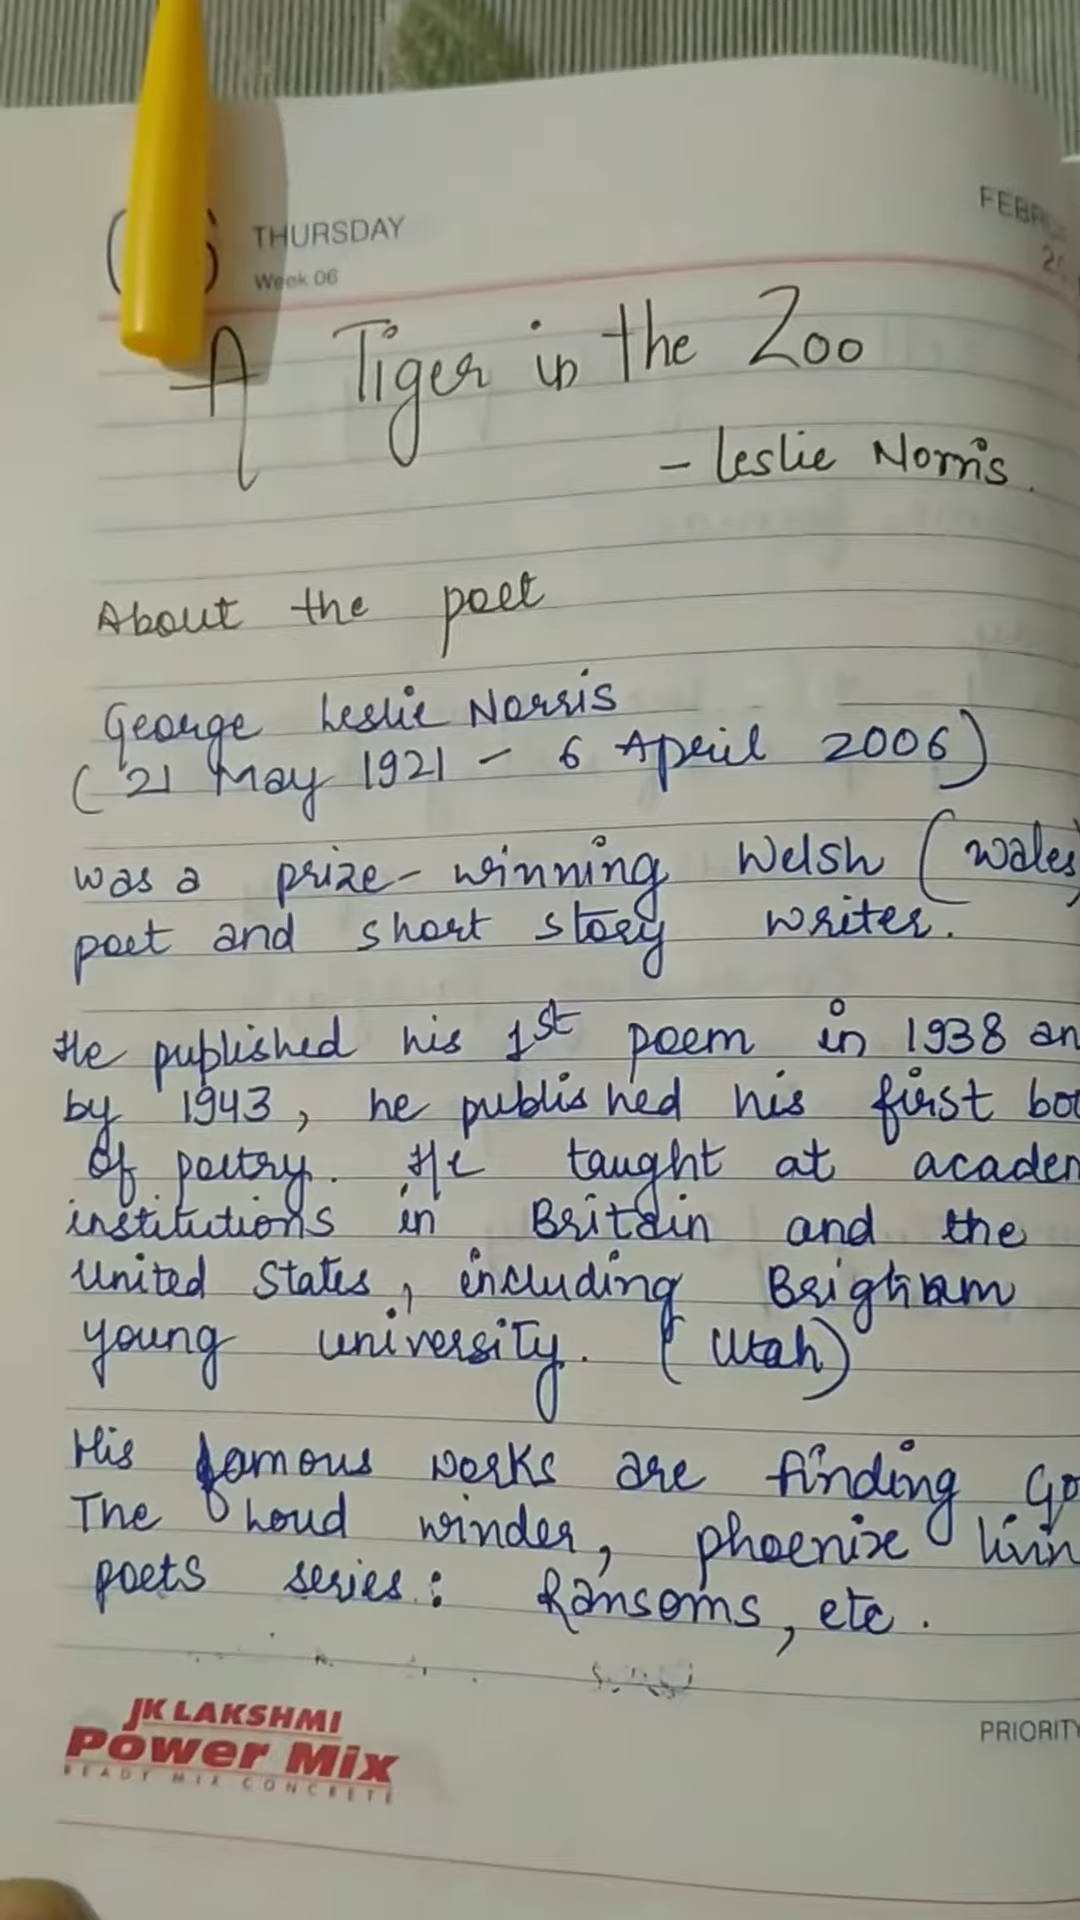 THURSDAY
Week 06
A Tiger in the Zoo
- Leslie Norris.
About the poet
George Leslie Norris
(21 May 1921 - 6 April 2006)
was a prize-winning Welsh (Wales)
poet and short story writer.
He published his 1st poem in 1938 an
by 1943, he published his first bo
of poetry. He taught at academ
institutions in Britain and the
United States, including Brigham
young university. (Utah)
His famous works are finding Go
The Loud winder, phoenix livin
poets series: Ransoms, etc.
JK LAKSHMI
Power Mix
READY MIX CONCRETE
PRIORITY